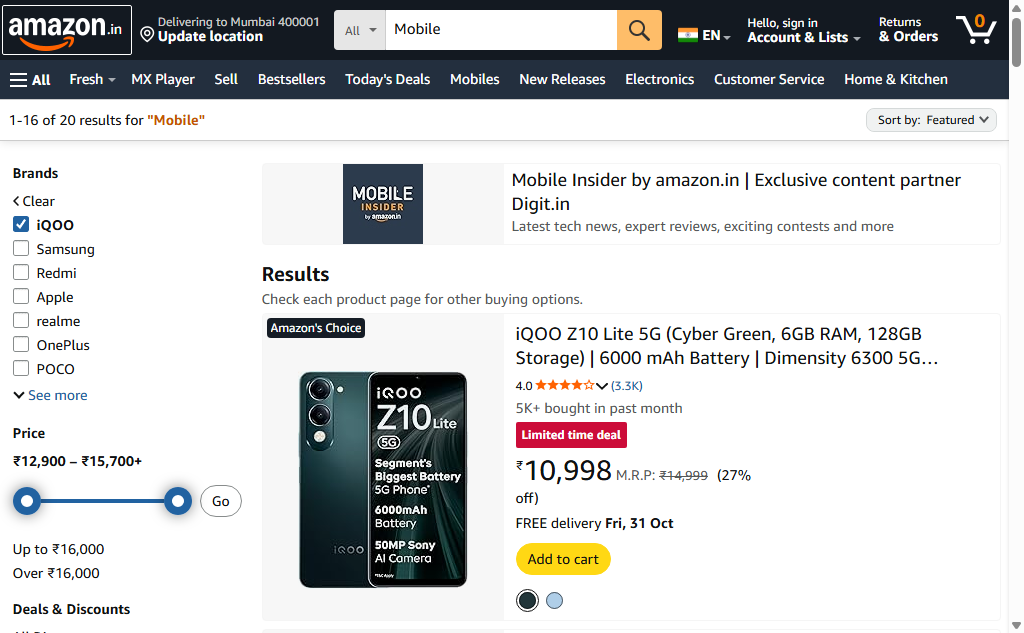 amazon.in
Delivering to Mumbai 400001
Update location
All
Mobile
EN
Hello, sign in
Account & Lists
Returns
& Orders
0
All
Fresh
MX Player
Sell
Bestsellers
Today's Deals
Mobiles
New Releases
Electronics
Customer Service
Home & Kitchen
1-16 of 20 results for "Mobile"
Sort by: Featured
Brands
Clear
iQOO
Samsung
Redmi
Apple
realme
OnePlus
POCO
See more
Price
₹12,900 – ₹15,700+
Go
Up to ₹16,000
Over ₹16,000
Deals & Discounts
MOBILE
INSIDER
by amazon.in
Mobile Insider by amazon.in | Exclusive content partner
Digit.in
Latest tech news, expert reviews, exciting contests and more
Results
Check each product page for other buying options.
Amazon's Choice
iQOO
Z10 Lite
5G
Segment's
Biggest Battery
5G Phone*
6000mAh
Battery
50MP Sony
AI Camera
iQOO
iQOO Z10 Lite 5G (Cyber Green, 6GB RAM, 128GB
Storage) | 6000 mAh Battery | Dimensity 6300 5G…
4.0 (3.3K)
5K+ bought in past month
Limited time deal
₹10,998 M.R.P: ₹14,999 (27%
off)
FREE delivery Fri, 31 Oct
Add to cart